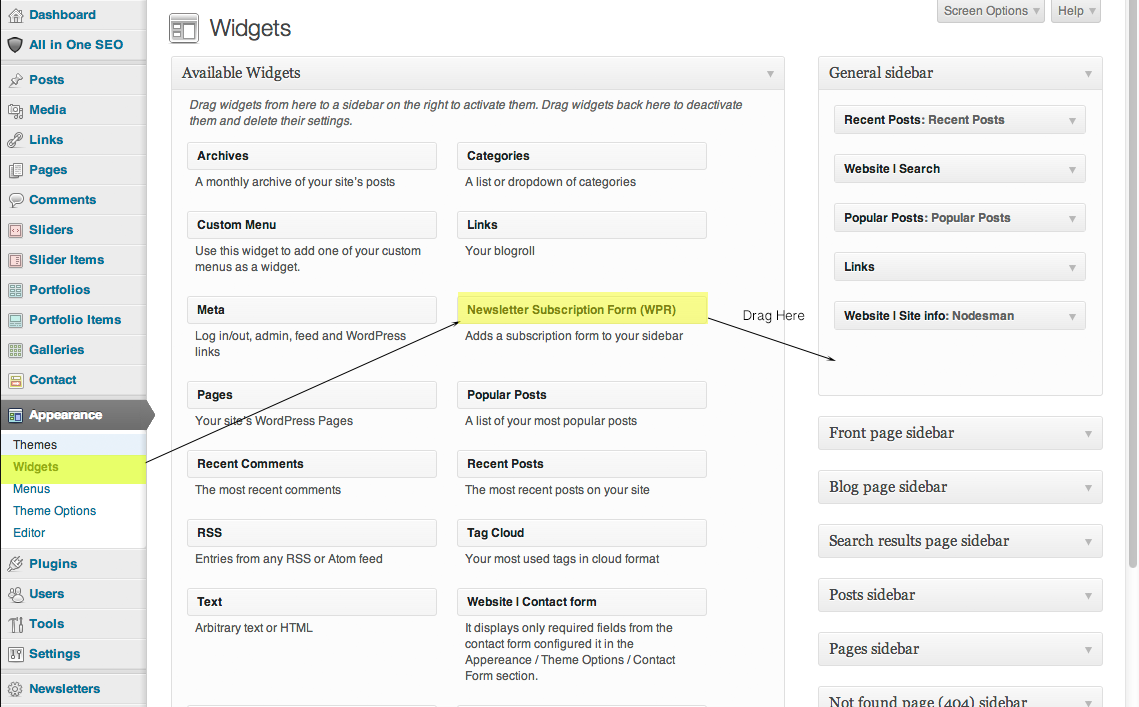 Dashboard
All in One SEO
Posts
Media
Links
Pages
Comments
Sliders
Slider Items
Portfolios
Portfolio Items
Galleries
Contact
Appearance
Themes
Widgets
Menus
Theme Options
Editor
Plugins
Users
Tools
Settings
Newsletters
Screen Options
Help
Widgets
Available Widgets
Drag widgets from here to a sidebar on the right to activate them. Drag widgets back here to deactivate
them and delete their settings.
Archives
A monthly archive of your site's posts
Categories
A list or dropdown of categories
Custom Menu
Use this widget to add one of your custom
menus as a widget.
Links
Your blogroll
Meta
Log in/out, admin, feed and WordPress
links
Newsletter Subscription Form (WPR)
Adds a subscription form to your sidebar
Drag Here
Pages
Your site's WordPress Pages
Popular Posts
A list of your most popular posts
Recent Comments
The most recent comments
Recent Posts
The most recent posts on your site
RSS
Entries from any RSS or Atom feed
Tag Cloud
Your most used tags in cloud format
Text
Arbitrary text or HTML
Website | Contact form
It displays only required fields from the
contact form configured it in the
Appereance / Theme Options / Contact
Form section.
General sidebar
Recent Posts: Recent Posts
Website | Search
Popular Posts: Popular Posts
Links
Website | Site info: Nodesman
Front page sidebar
Blog page sidebar
Search results page sidebar
Posts sidebar
Pages sidebar
Not found page (404) sidebar